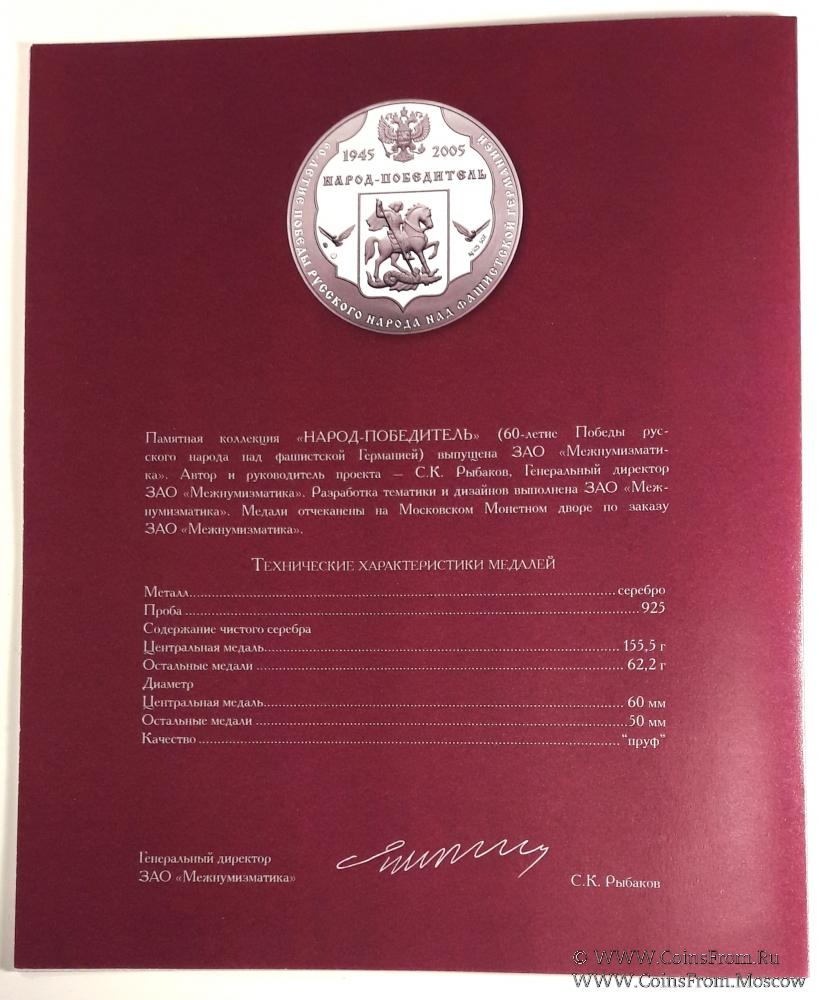 1945 2005
НАРОД-ПОБЕДИТЕЛЬ
60-ЛЕТИЕ ПОБЕДЫ РУССКОГО НАРОДА НАД ФАШИСТСКОЙ ГЕРМАНИЕЙ
Памятная коллекция «НАРОД-ПОБЕДИТЕЛЬ» (60-летие Победы рус-
ского народа над фашистской Германией) выпущена ЗАО «Межнумизмати-
ка». Автор и руководитель проекта – С.К. Рыбаков, Генеральный директор
ЗАО «Межнумизматика». Разработка тематики и дизайнов выполнена ЗАО «Меж-
нумизматика». Медали отчеканены на Московском Монетном дворе по заказу
ЗАО «Межнумизматика».
Технические характеристики медалей
Металл........серебро
Проба........925
Содержание чистого серебра
Центральная медаль........155,5 г
Остальные медали........62,2 г
Диаметр
Центральная медаль........60 мм
Остальные медали........50 мм
Качество........“пруф”
Генеральный директор
ЗАО «Межнумизматика»
С.К. Рыбаков
© WWW.CoinsFrom.Ru
WWW.CoinsFrom.Moscow